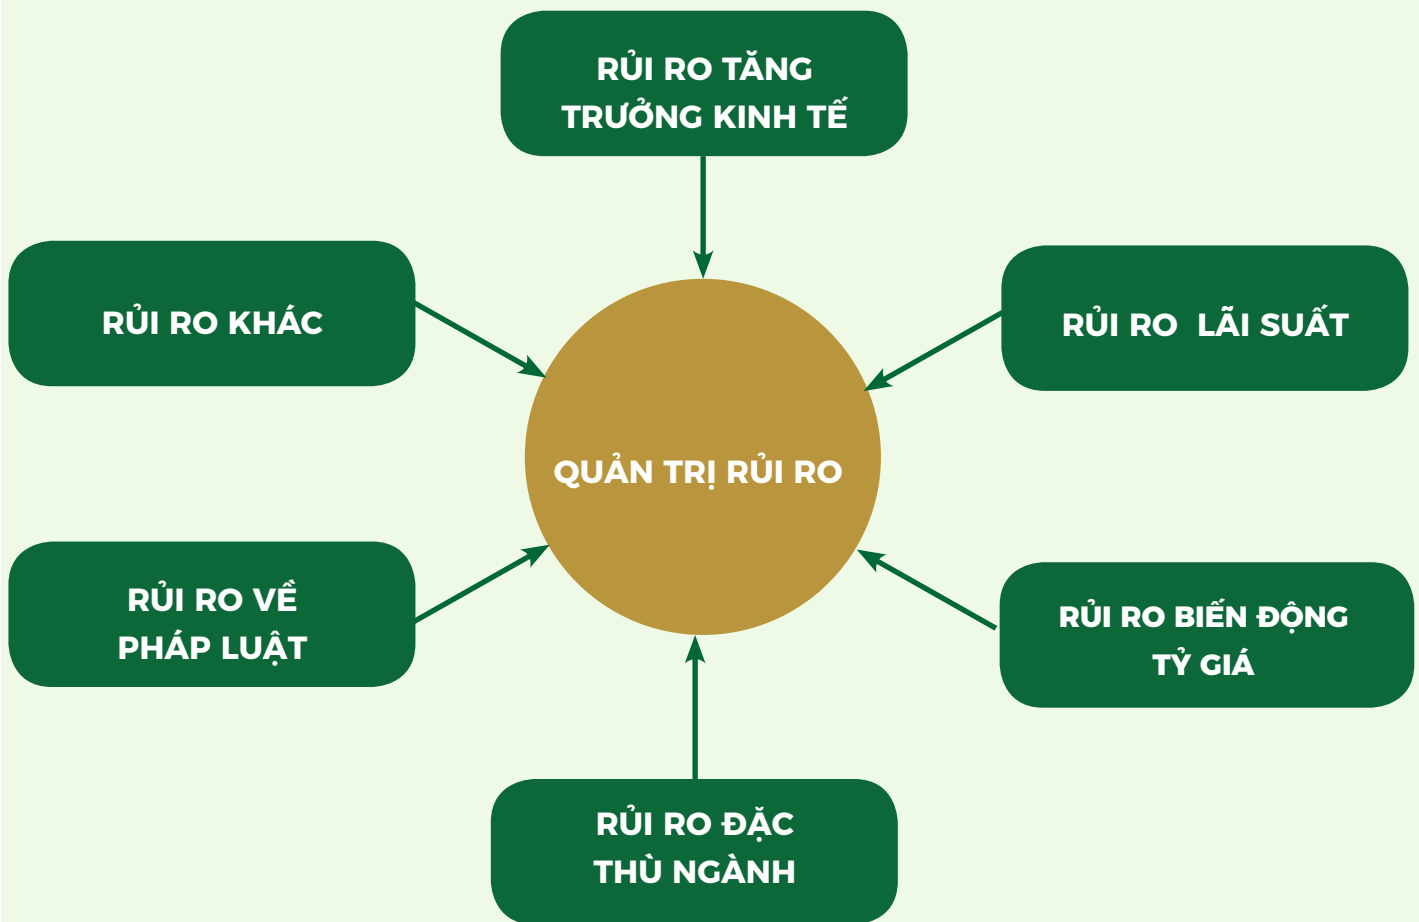 RỦI RO TĂNG
TRƯỞNG KINH TẾ
RỦI RO KHÁC
RỦI RO LÃI SUẤT
QUẢN TRỊ RỦI RO
RỦI RO VỀ
PHÁP LUẬT
RỦI RO BIẾN ĐỘNG
TỶ GIÁ
RỦI RO ĐẶC
THÙ NGÀNH